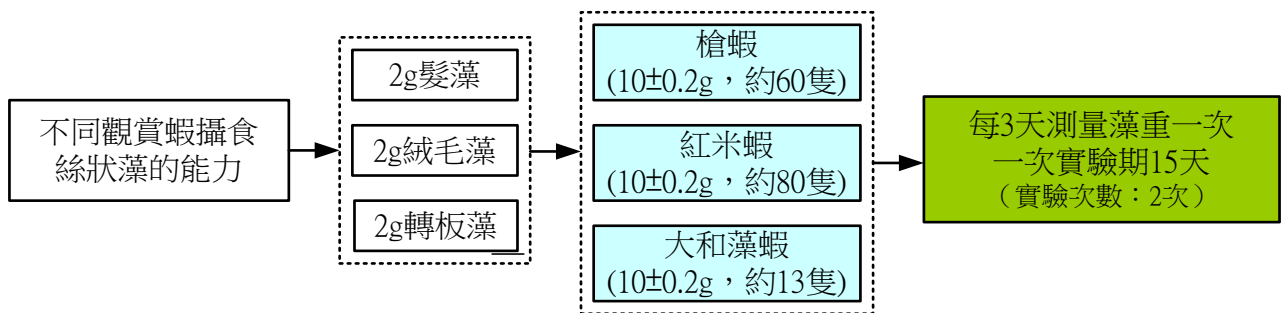 不同觀賞蝦攝食
絲狀藻的能力
2g髮藻
2g絨毛藻
2g轉板藻
槍蝦
(10±0.2g，約60隻)
紅米蝦
(10±0.2g，約80隻)
大和藻蝦
(10±0.2g，約13隻)
每3天測量藻重一次
一次實驗期15天
（實驗次數：2次）